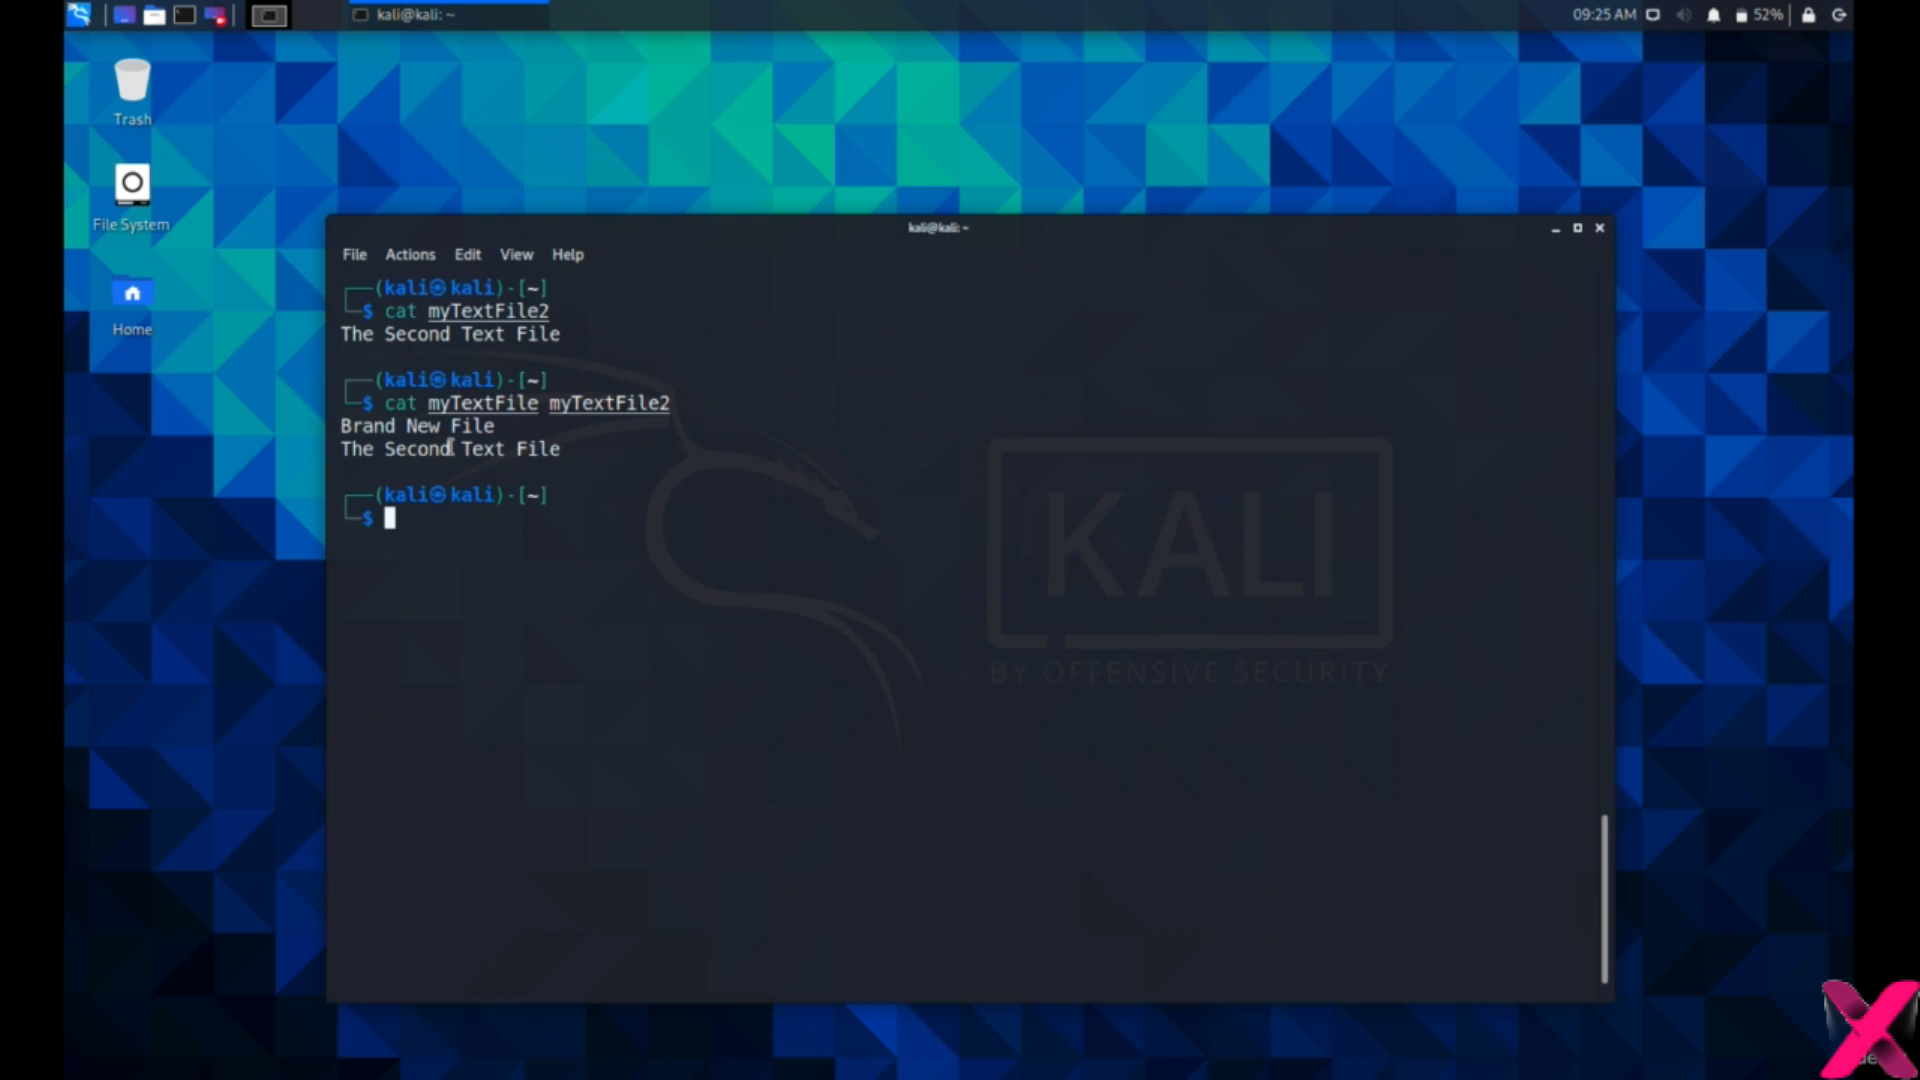 kali@kali: ~
09:25 AM
52%
Trash
File System
Home
kali@kali:~
File Actions Edit View Help
┌──(kali㉿kali)-[~]
└─$ cat myTextFile2
The Second Text File
┌──(kali㉿kali)-[~]
└─$ cat myTextFile myTextFile2
Brand New File
The Second Text File
┌──(kali㉿kali)-[~]
└─$
KALI
BY OFFENSIVE SECURITY